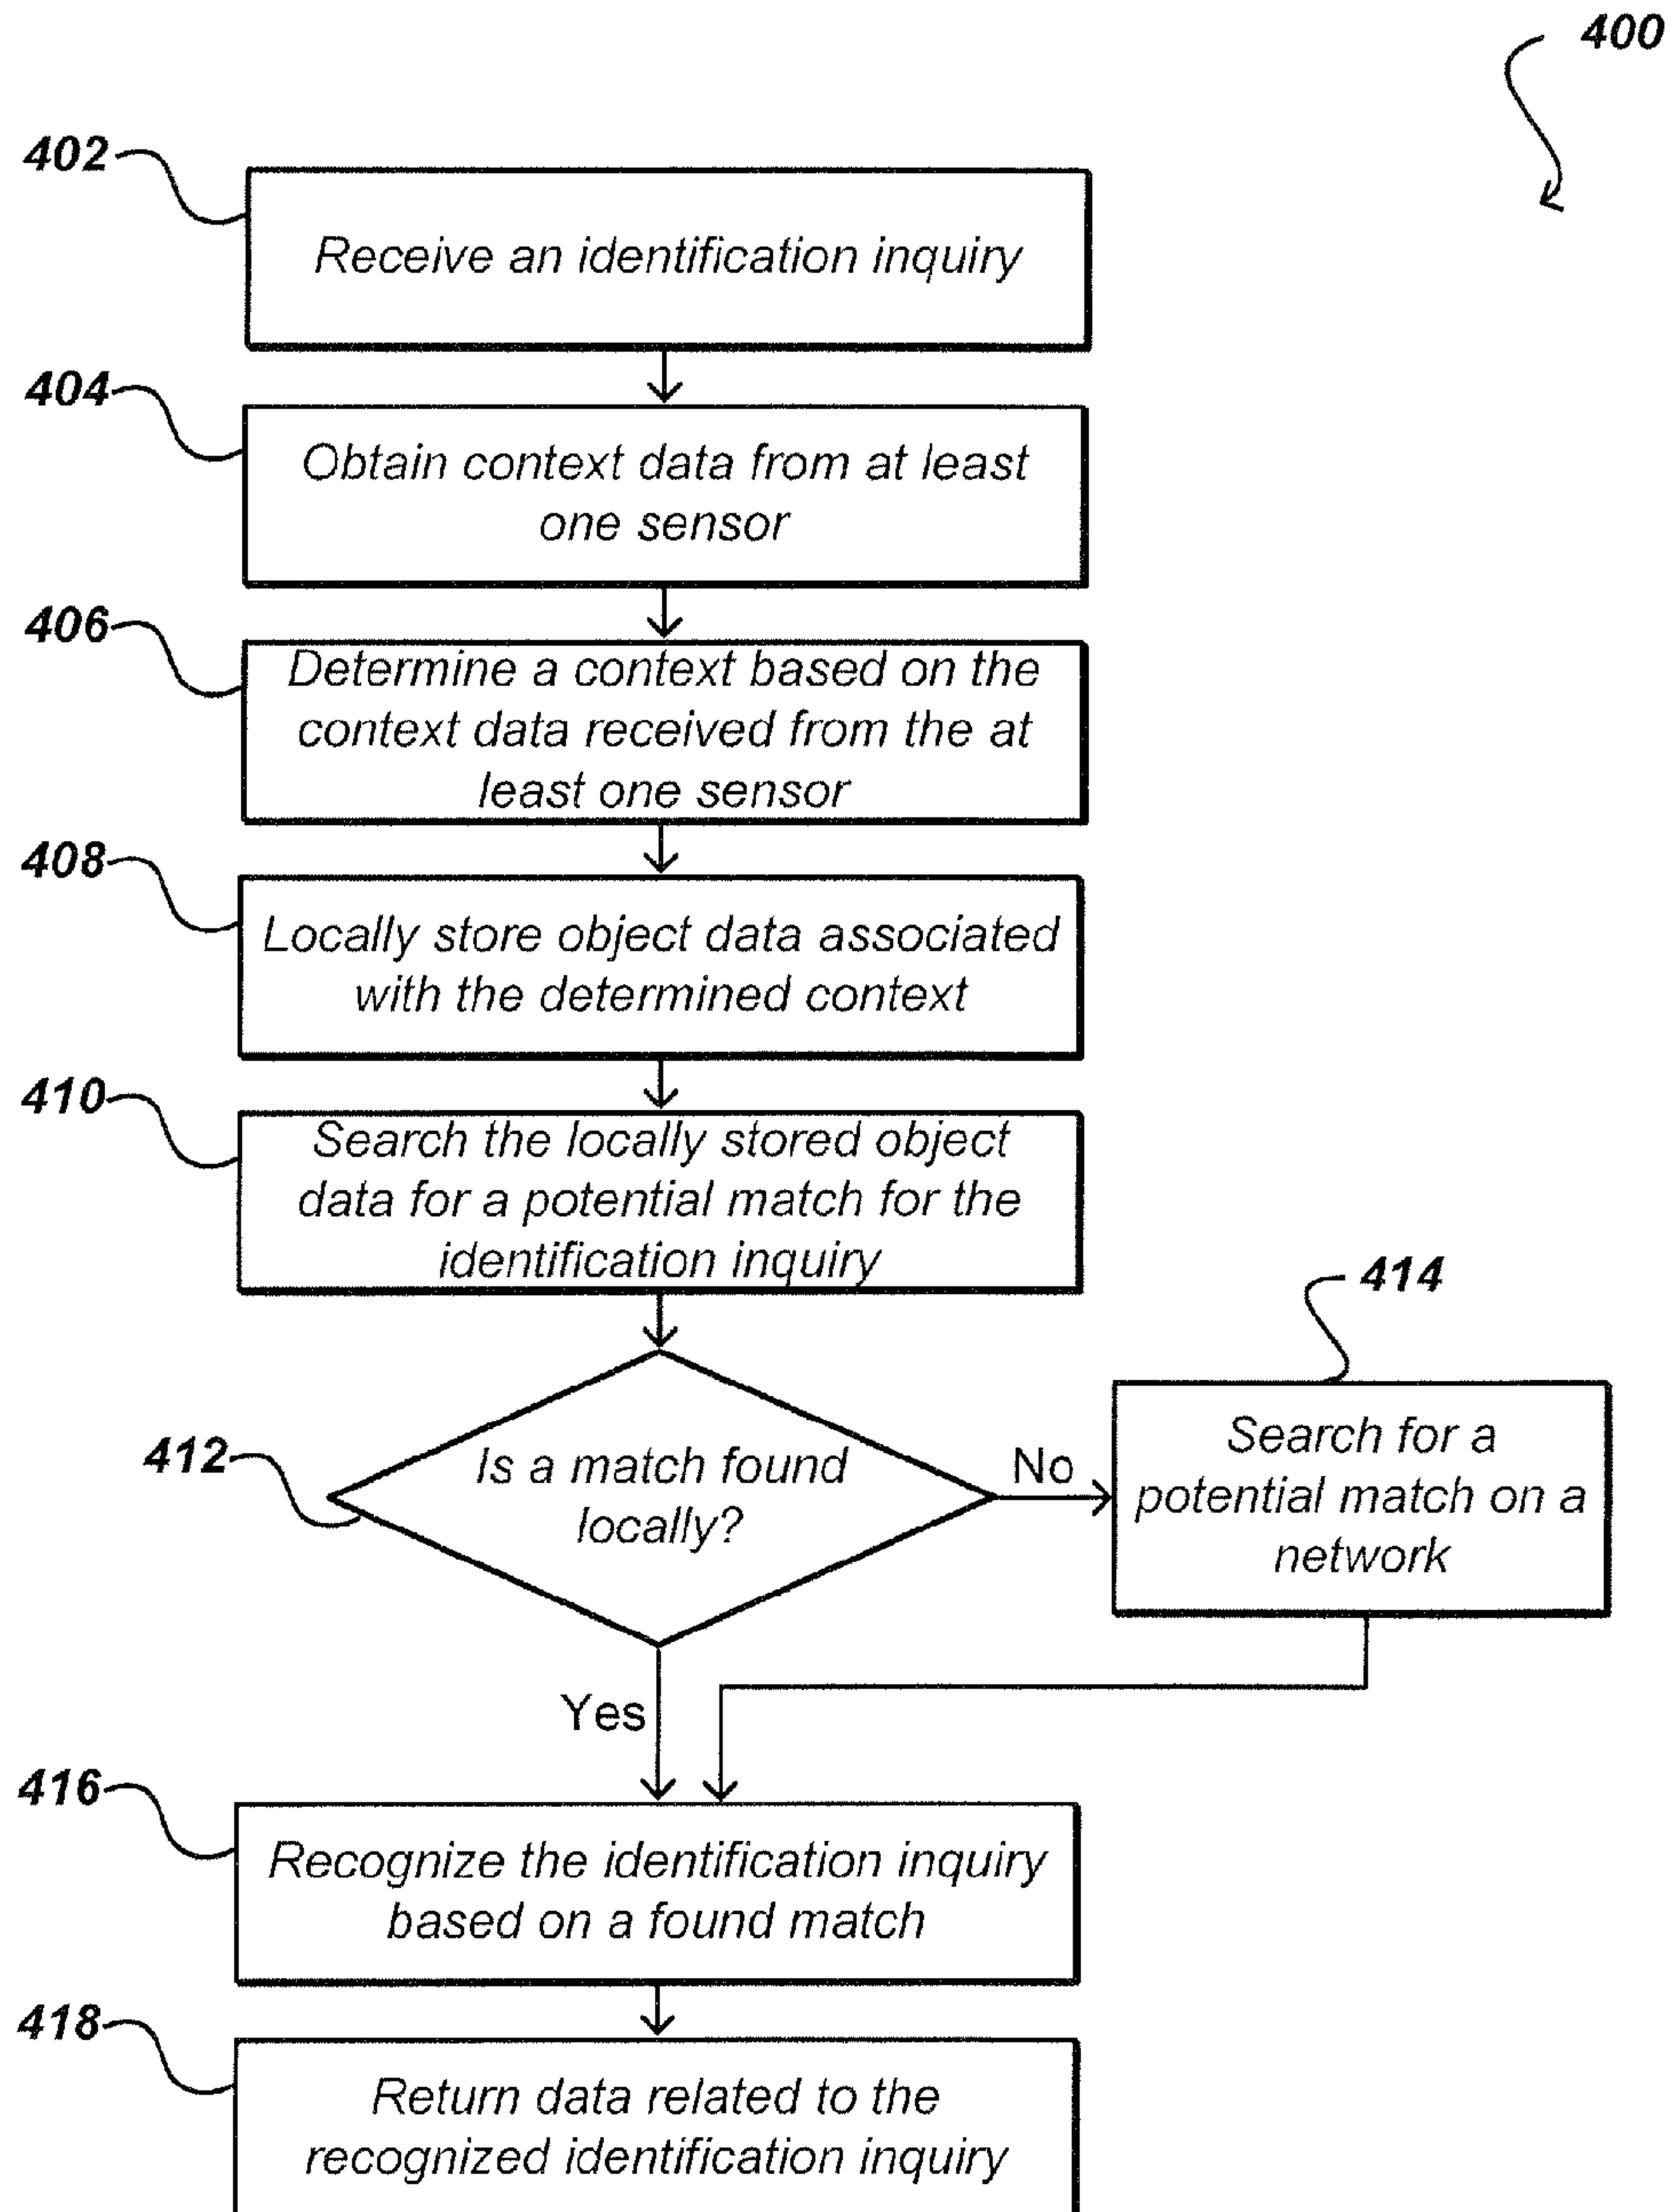 400
402
Receive an identification inquiry
404
Obtain context data from at least
one sensor
406
Determine a context based on the
context data received from the at
least one sensor
408
Locally store object data associated
with the determined context
410
Search the locally stored object
data for a potential match for the
identification inquiry
414
412
Is a match found
locally?
No
Search for a
potential match on a
network
Yes
416
Recognize the identification inquiry
based on a found match
418
Return data related to the
recognized identification inquiry